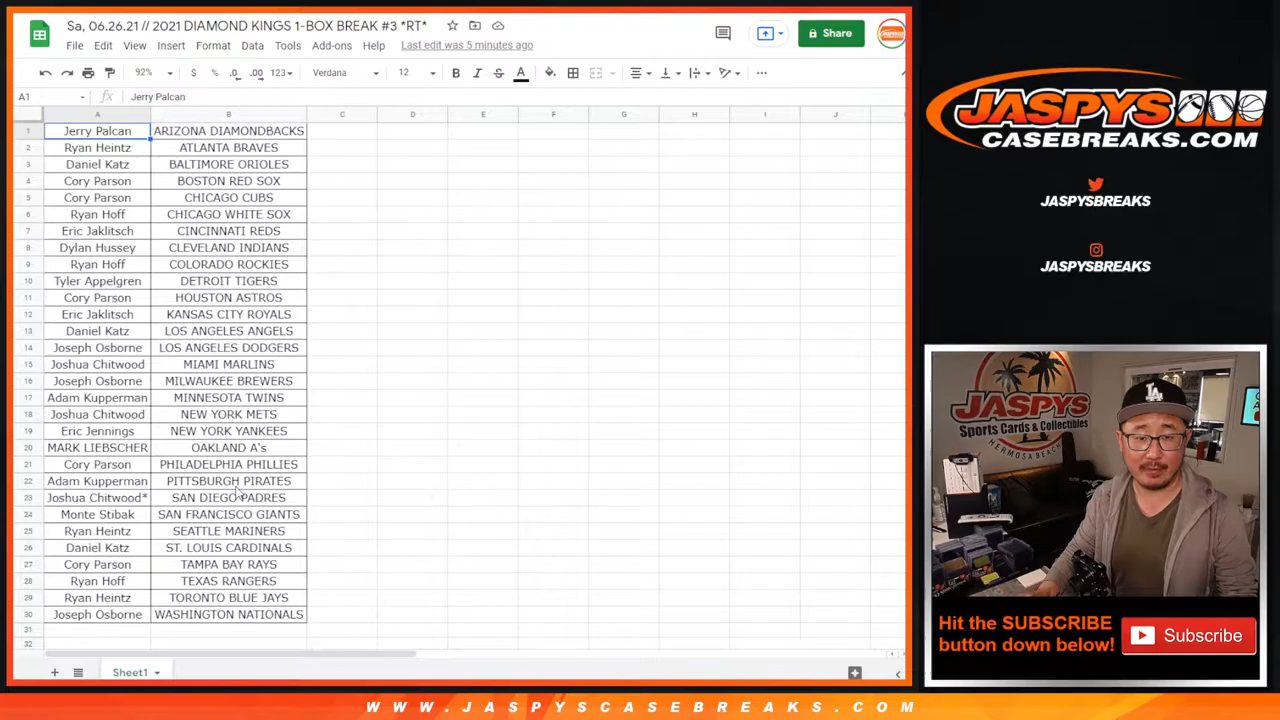 Sa, 06.26.21 // 2021 DIAMOND KINGS 1-BOX BREAK #3 *RT*
File Edit View Insert Format Data Tools Add-ons Help Last edit was 5 minutes ago
Share
92% $ % .0 .00 123 Verdana 12 B I S A
A1 fx Jerry Palcan
A B C D E F G H I J
1 Jerry Palcan ARIZONA DIAMONDBACKS
2 Ryan Heintz ATLANTA BRAVES
3 Daniel Katz BALTIMORE ORIOLES
4 Cory Parson BOSTON RED SOX
5 Cory Parson CHICAGO CUBS
6 Ryan Hoff CHICAGO WHITE SOX
7 Eric Jaklitsch CINCINNATI REDS
8 Dylan Hussey CLEVELAND INDIANS
9 Ryan Hoff COLORADO ROCKIES
10 Tyler Appelgren DETROIT TIGERS
11 Cory Parson HOUSTON ASTROS
12 Eric Jaklitsch KANSAS CITY ROYALS
13 Daniel Katz LOS ANGELES ANGELS
14 Joseph Osborne LOS ANGELES DODGERS
15 Joshua Chitwood MIAMI MARLINS
16 Joseph Osborne MILWAUKEE BREWERS
17 Adam Kupperman MINNESOTA TWINS
18 Joshua Chitwood NEW YORK METS
19 Eric Jennings NEW YORK YANKEES
20 MARK LIEBSCHER OAKLAND A's
21 Cory Parson PHILADELPHIA PHILLIES
22 Adam Kupperman PITTSBURGH PIRATES
23 Joshua Chitwood* SAN DIEGO PADRES
24 Monte Stibak SAN FRANCISCO GIANTS
25 Ryan Heintz SEATTLE MARINERS
26 Daniel Katz ST. LOUIS CARDINALS
27 Cory Parson TAMPA BAY RAYS
28 Ryan Hoff TEXAS RANGERS
29 Ryan Heintz TORONTO BLUE JAYS
30 Joseph Osborne WASHINGTON NATIONALS
31
32
Sheet1
JASPYS
CASEBREAKS.COM
JASPYSBREAKS
JASPYSBREAKS
JASPYS
Sports Cards & Collectibles
HERMOSA BEACH
LA
Hit the SUBSCRIBE
button down below!
Subscribe
WWW.JASPYSCASEBREAKS.COM